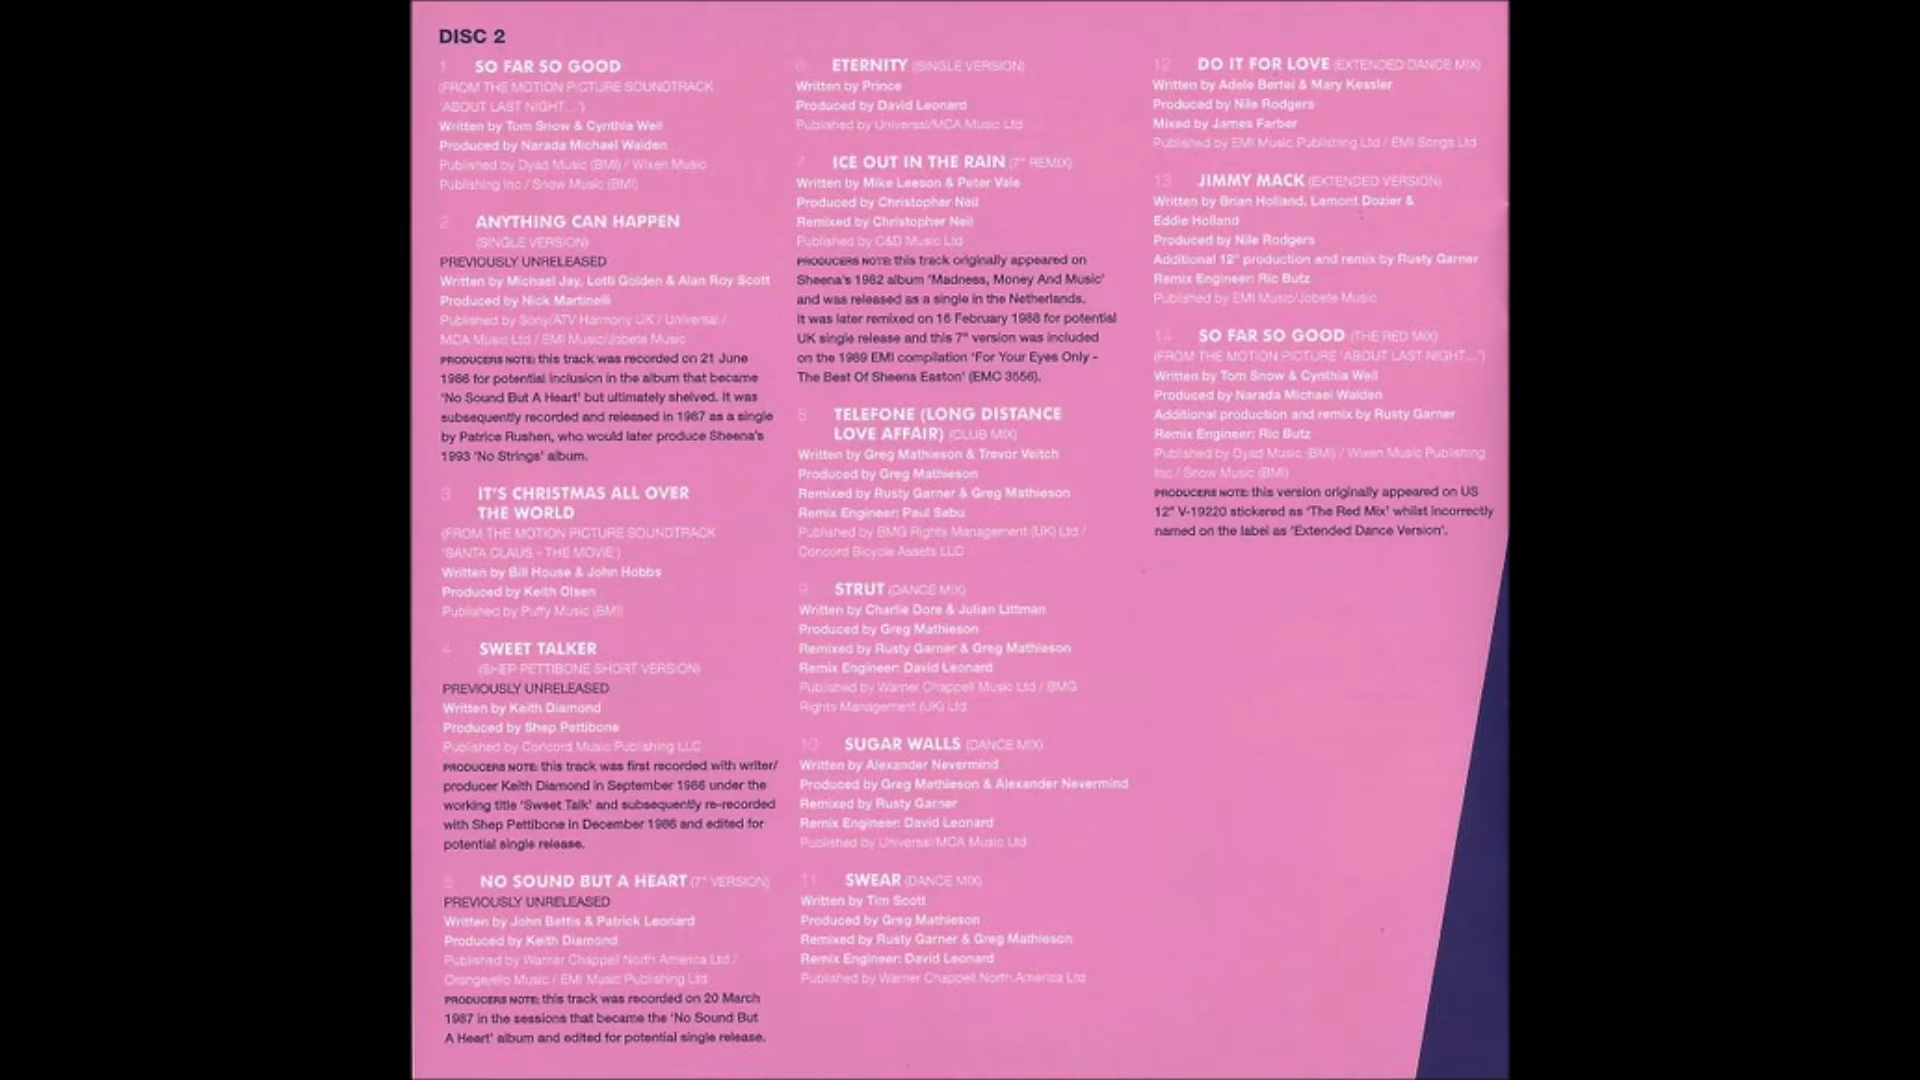 DISC 2
1 SO FAR SO GOOD
(FROM THE MOTION PICTURE SOUNDTRACK
'ABOUT LAST NIGHT...')
Written by Tom Snow & Cynthia Weil
Produced by Narada Michael Walden
Published by Dyad Music (BMI) / Wixen Music
Publishing Inc / Snow Music (BMI)
2 ANYTHING CAN HAPPEN
(SINGLE VERSION)
PREVIOUSLY UNRELEASED
Written by Michael Jay, Lotti Golden & Alan Roy Scott
Produced by Nick Martinelli
Published by Sony/ATV Harmony UK / Universal /
MCA Music Ltd / EMI Music/Jobete Music
PRODUCERS NOTE: this track was recorded on 21 June
1986 for potential inclusion in the album that became
'No Sound But A Heart' but ultimately shelved. It was
subsequently recorded and released in 1987 as a single
by Patrice Rushen, who would later produce Sheena's
1993 'No Strings' album.
3 IT'S CHRISTMAS ALL OVER
THE WORLD
(FROM THE MOTION PICTURE SOUNDTRACK
'SANTA CLAUS - THE MOVIE')
Written by Bill House & John Hobbs
Produced by Keith Olsen
Published by Puffy Music (BMI)
4 SWEET TALKER
(SHEP PETTIBONE SHORT VERSION)
PREVIOUSLY UNRELEASED
Written by Keith Diamond
Produced by Shep Pettibone
Published by Concord Music Publishing LLC
PRODUCERS NOTE: this track was first recorded with writer/
producer Keith Diamond in September 1986 under the
working title 'Sweet Talk' and subsequently re-recorded
with Shep Pettibone in December 1986 and edited for
potential single release.
5 NO SOUND BUT A HEART (7" VERSION)
PREVIOUSLY UNRELEASED
Written by John Bettis & Patrick Leonard
Produced by Keith Diamond
Published by Warner Chappell North America Ltd /
Orangejello Music / EMI Music Publishing Ltd
PRODUCERS NOTE: this track was recorded on 20 March
1987 in the sessions that became the 'No Sound But
A Heart' album and edited for potential single release.
6 ETERNITY (SINGLE VERSION)
Written by Prince
Produced by David Leonard
Published by Universal/MCA Music Ltd
7 ICE OUT IN THE RAIN (7" REMIX)
Written by Mike Leeson & Peter Vale
Produced by Christopher Neil
Remixed by Christopher Neil
Published by C&D Music Ltd
PRODUCERS NOTE: this track originally appeared on
Sheena's 1982 album 'Madness, Money And Music'
and was released as a single in the Netherlands.
It was later remixed on 16 February 1988 for potential
UK single release and this 7" version was included
on the 1989 EMI compilation 'For Your Eyes Only -
The Best Of Sheena Easton' (EMC 3556).
8 TELEFONE (LONG DISTANCE
LOVE AFFAIR) (CLUB MIX)
Written by Greg Mathieson & Trevor Veitch
Produced by Greg Mathieson
Remixed by Rusty Garner & Greg Mathieson
Remix Engineer: Paul Sabu
Published by BMG Rights Management (UK) Ltd /
Concord Bicycle Assets LLC
9 STRUT (DANCE MIX)
Written by Charlie Dore & Julian Littman
Produced by Greg Mathieson
Remixed by Rusty Garner & Greg Mathieson
Remix Engineer: David Leonard
Published by Warner Chappell Music Ltd / BMG
Rights Management (UK) Ltd
10 SUGAR WALLS (DANCE MIX)
Written by Alexander Nevermind
Produced by Greg Mathieson & Alexander Nevermind
Remixed by Rusty Garner
Remix Engineer: David Leonard
Published by Universal/MCA Music Ltd
11 SWEAR (DANCE MIX)
Written by Tim Scott
Produced by Greg Mathieson
Remixed by Rusty Garner & Greg Mathieson
Remix Engineer: David Leonard
Published by Warner Chappell North America Ltd
12 DO IT FOR LOVE (EXTENDED DANCE MIX)
Written by Adele Bertel & Mary Kessler
Produced by Nile Rodgers
Mixed by James Farber
Published by EMI Music Publishing Ltd / EMI Songs Ltd
13 JIMMY MACK (EXTENDED VERSION)
Written by Brian Holland, Lamont Dozier &
Eddie Holland
Produced by Nile Rodgers
Additional 12" production and remix by Rusty Garner
Remix Engineer: Ric Butz
Published by EMI Music/Jobete Music
14 SO FAR SO GOOD (THE RED MIX)
(FROM THE MOTION PICTURE 'ABOUT LAST NIGHT...')
Written by Tom Snow & Cynthia Weil
Produced by Narada Michael Walden
Additional production and remix by Rusty Garner
Remix Engineer: Ric Butz
Published by Dyad Music (BMI) / Wixen Music Publishing
Inc / Snow Music (BMI)
PRODUCERS NOTE: this version originally appeared on US
12" V-19220 stickered as 'The Red Mix' whilst incorrectly
named on the label as 'Extended Dance Version'.